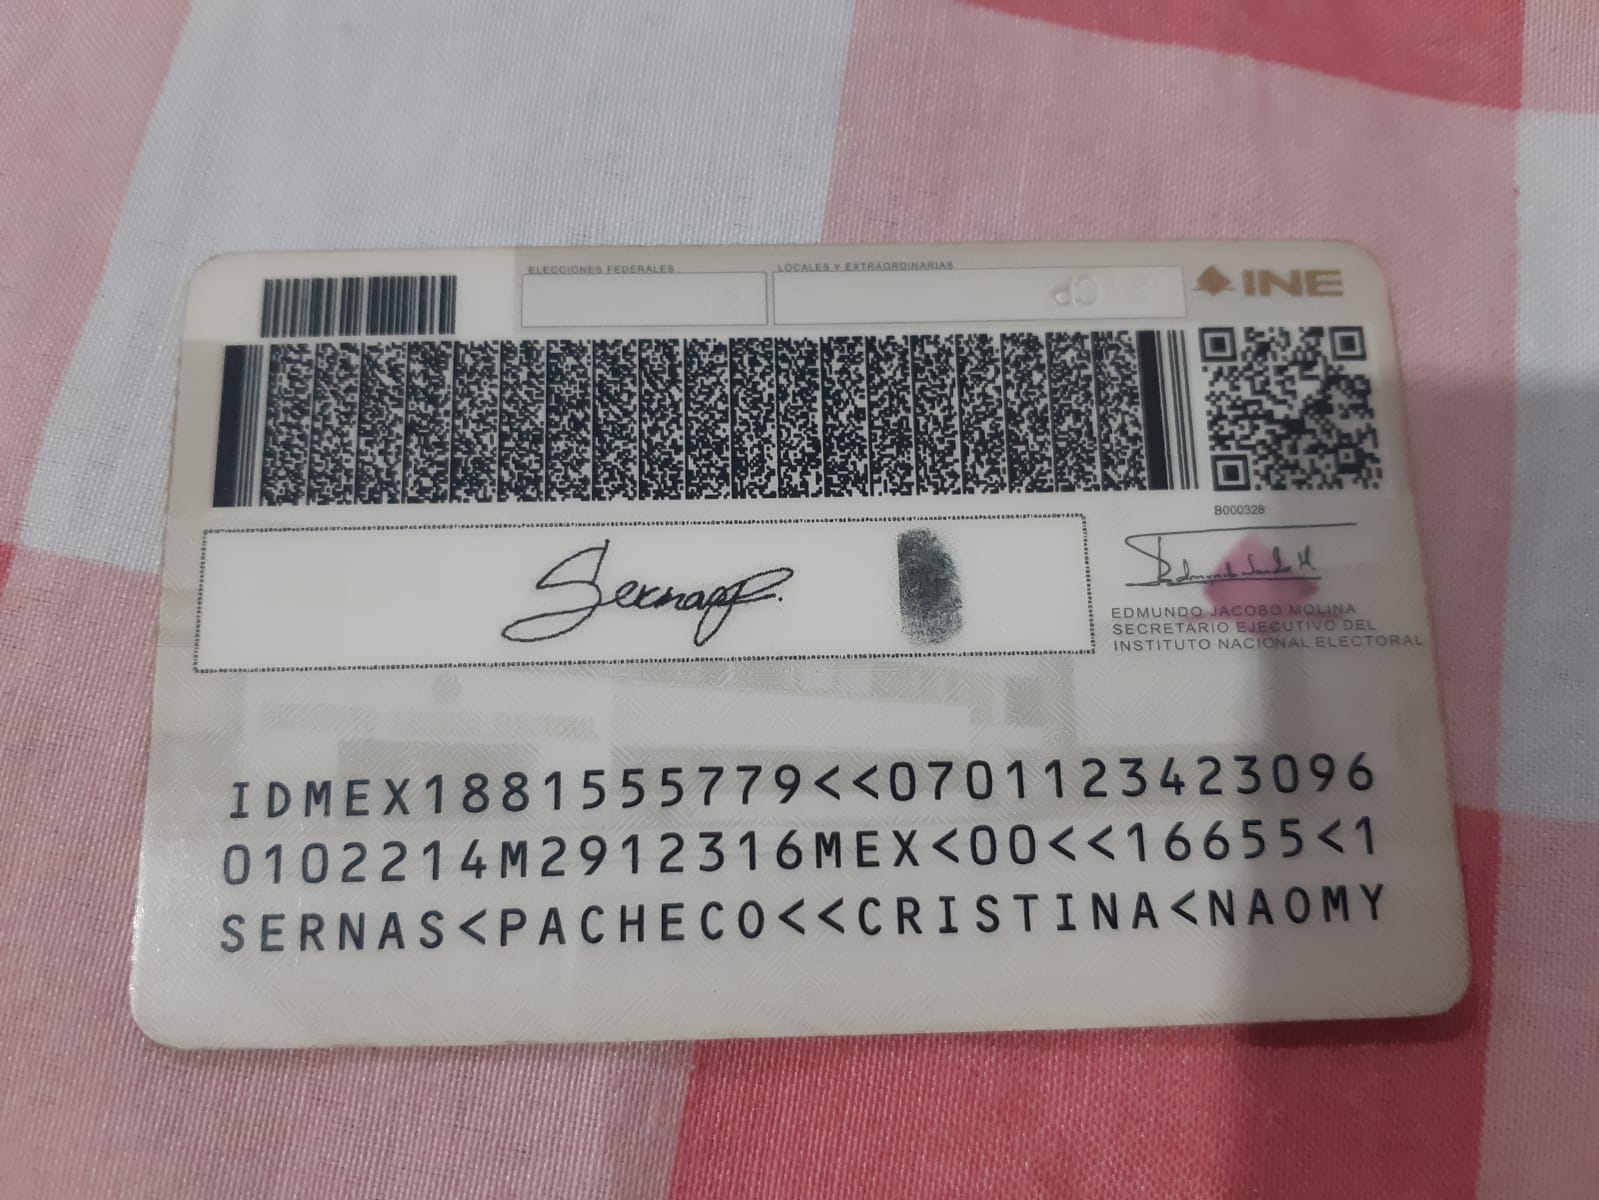 ELECCIONES FEDERALES
LOCALES Y EXTRAORDINARIAS
INE
B000328
EDMUNDO JACOBO MOLINA
SECRETARIO EJECUTIVO DEL
INSTITUTO NACIONAL ELECTORAL
IDMEX1881555779<<0701123423096
0102214M2912316MEX<00<<16655<1
SERNAS<PACHECO<<CRISTINA<NAOMY